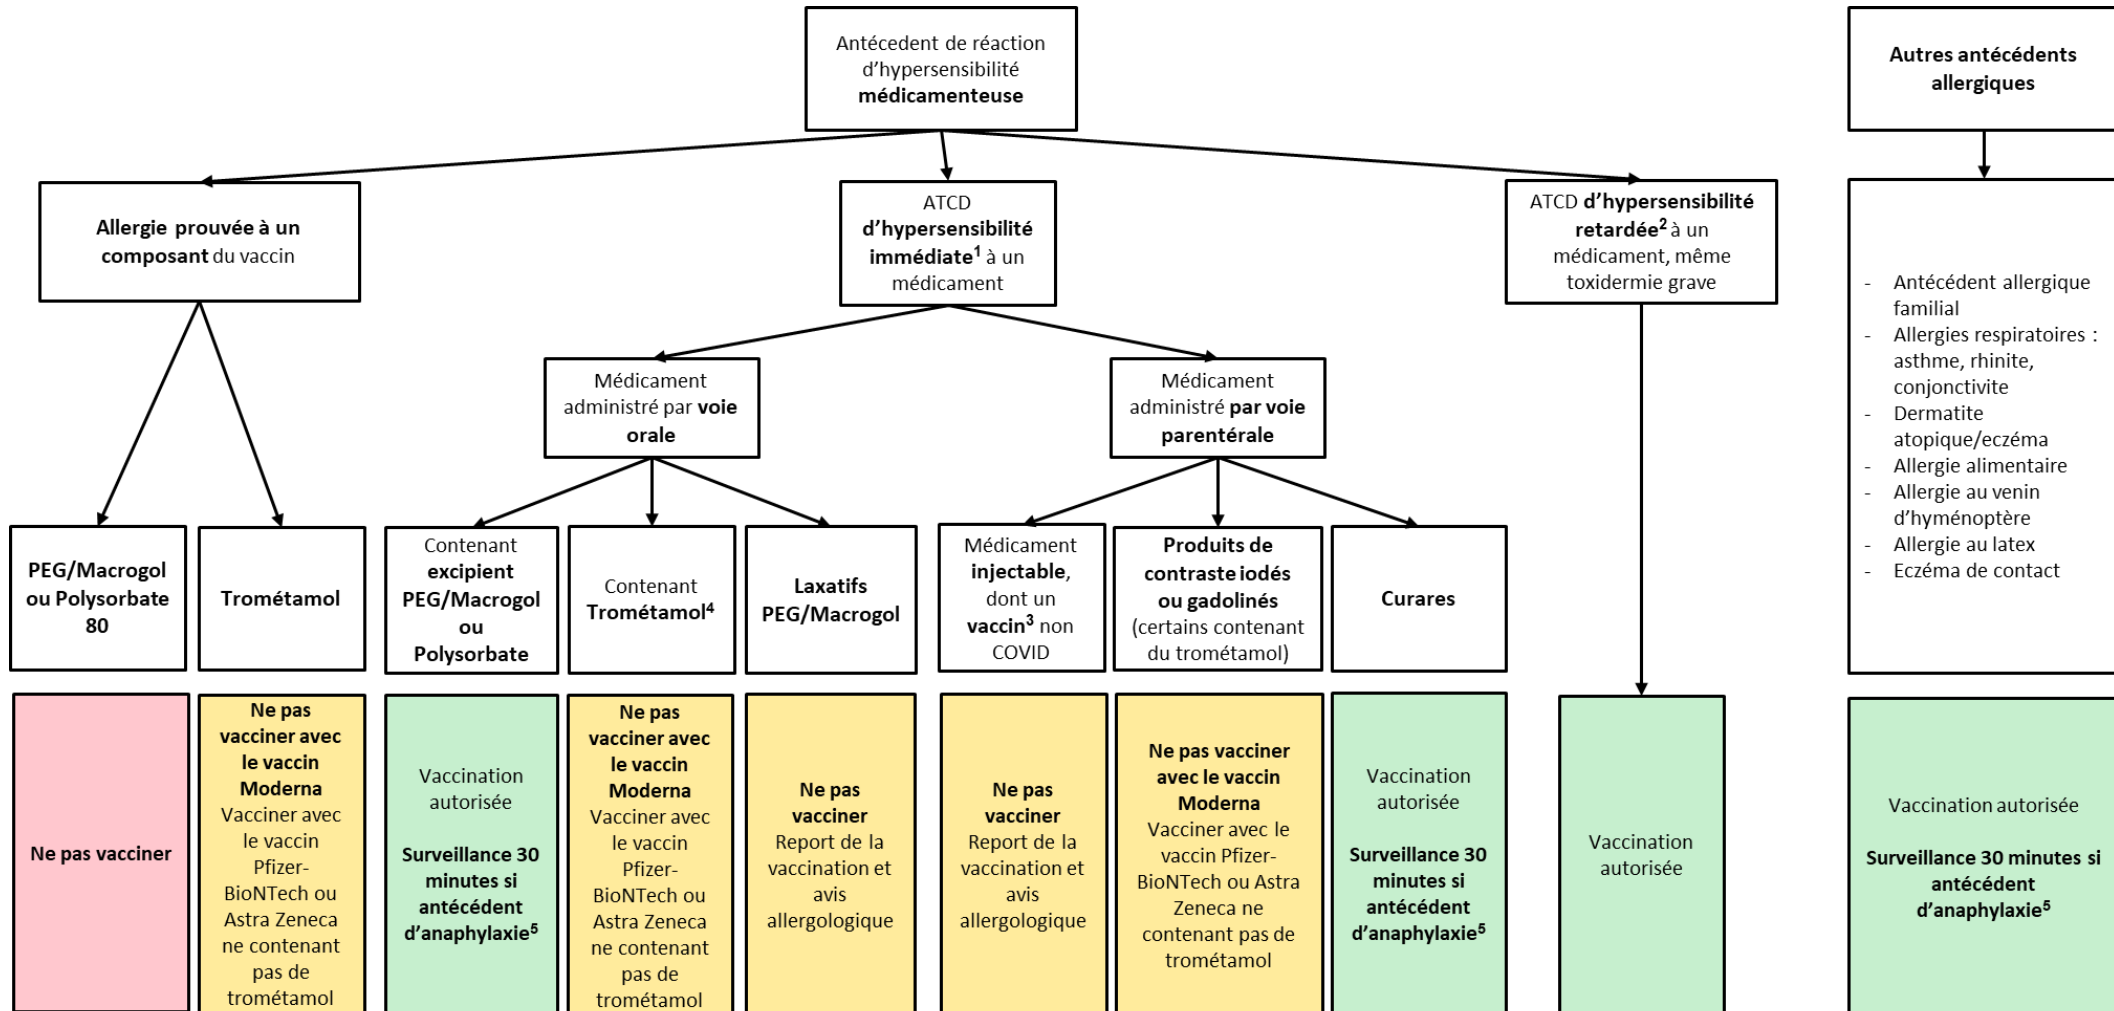 Antécedent de réaction
d'hypersensibilité
médicamenteuse
Autres antécédents
allergiques
Allergie prouvée à un
composant du vaccin
ATCD
d'hypersensibilité
immédiate¹ à un
médicament
ATCD d'hypersensibilité
retardée² à un
médicament, même
toxidermie grave
- Antécédent allergique
familial
- Allergies respiratoires :
asthme, rhinite,
conjonctivite
- Dermatite
atopique/eczéma
- Allergie alimentaire
- Allergie au venin
d'hyménoptère
- Allergie au latex
- Eczéma de contact
Médicament
administré par voie
orale
Médicament
administré par voie
parentérale
PEG/Macrogol
ou Polysorbate
80
Trométamol
Contenant
excipient
PEG/Macrogol
ou
Polysorbate
Contenant
Trométamol⁴
Laxatifs
PEG/Macrogol
Médicament
injectable,
dont un
vaccin³ non
COVID
Produits de
contraste iodés
ou gadolinés
(certains contenant
du trométamol)
Curares
Ne pas vacciner
Ne pas
vacciner avec
le vaccin
Moderna
Vacciner avec
le vaccin
Pfizer-
BioNTech ou
Astra Zeneca
ne contenant
pas de
trométamol
Vaccination
autorisée
Surveillance 30
minutes si
antécédent
d'anaphylaxie⁵
Ne pas
vacciner avec
le vaccin
Moderna
Vacciner avec
le vaccin
Pfizer-
BioNTech ou
Astra Zeneca
ne contenant
pas de
trométamol
Ne pas
vacciner
Report de la
vaccination et
avis
allergologique
Ne pas
vacciner
Report de la
vaccination et
avis
allergologique
Ne pas vacciner
avec le vaccin
Moderna
Vacciner avec le
vaccin Pfizer-
BioNTech ou Astra
Zeneca ne
contenant pas de
trométamol
Vaccination
autorisée
Surveillance 30
minutes si
antécédent
d'anaphylaxie⁵
Vaccination
autorisée
Vaccination autorisée
Surveillance 30 minutes si
antécédent
d'anaphylaxie⁵